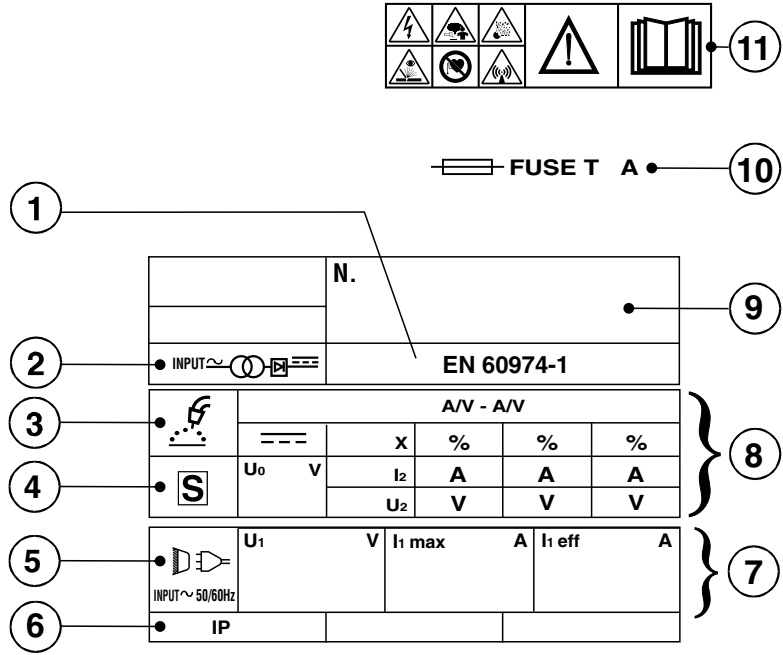 11
FUSE T A
10
1
N.
9
2
INPUT~
EN 60974-1
3
A/V - A/V
X % % %
8
4
S
U0 V
I2 A A A
U2 V V V
5
U1 V
I1 max A
I1 eff A
7
INPUT~ 50/60Hz
6
IP